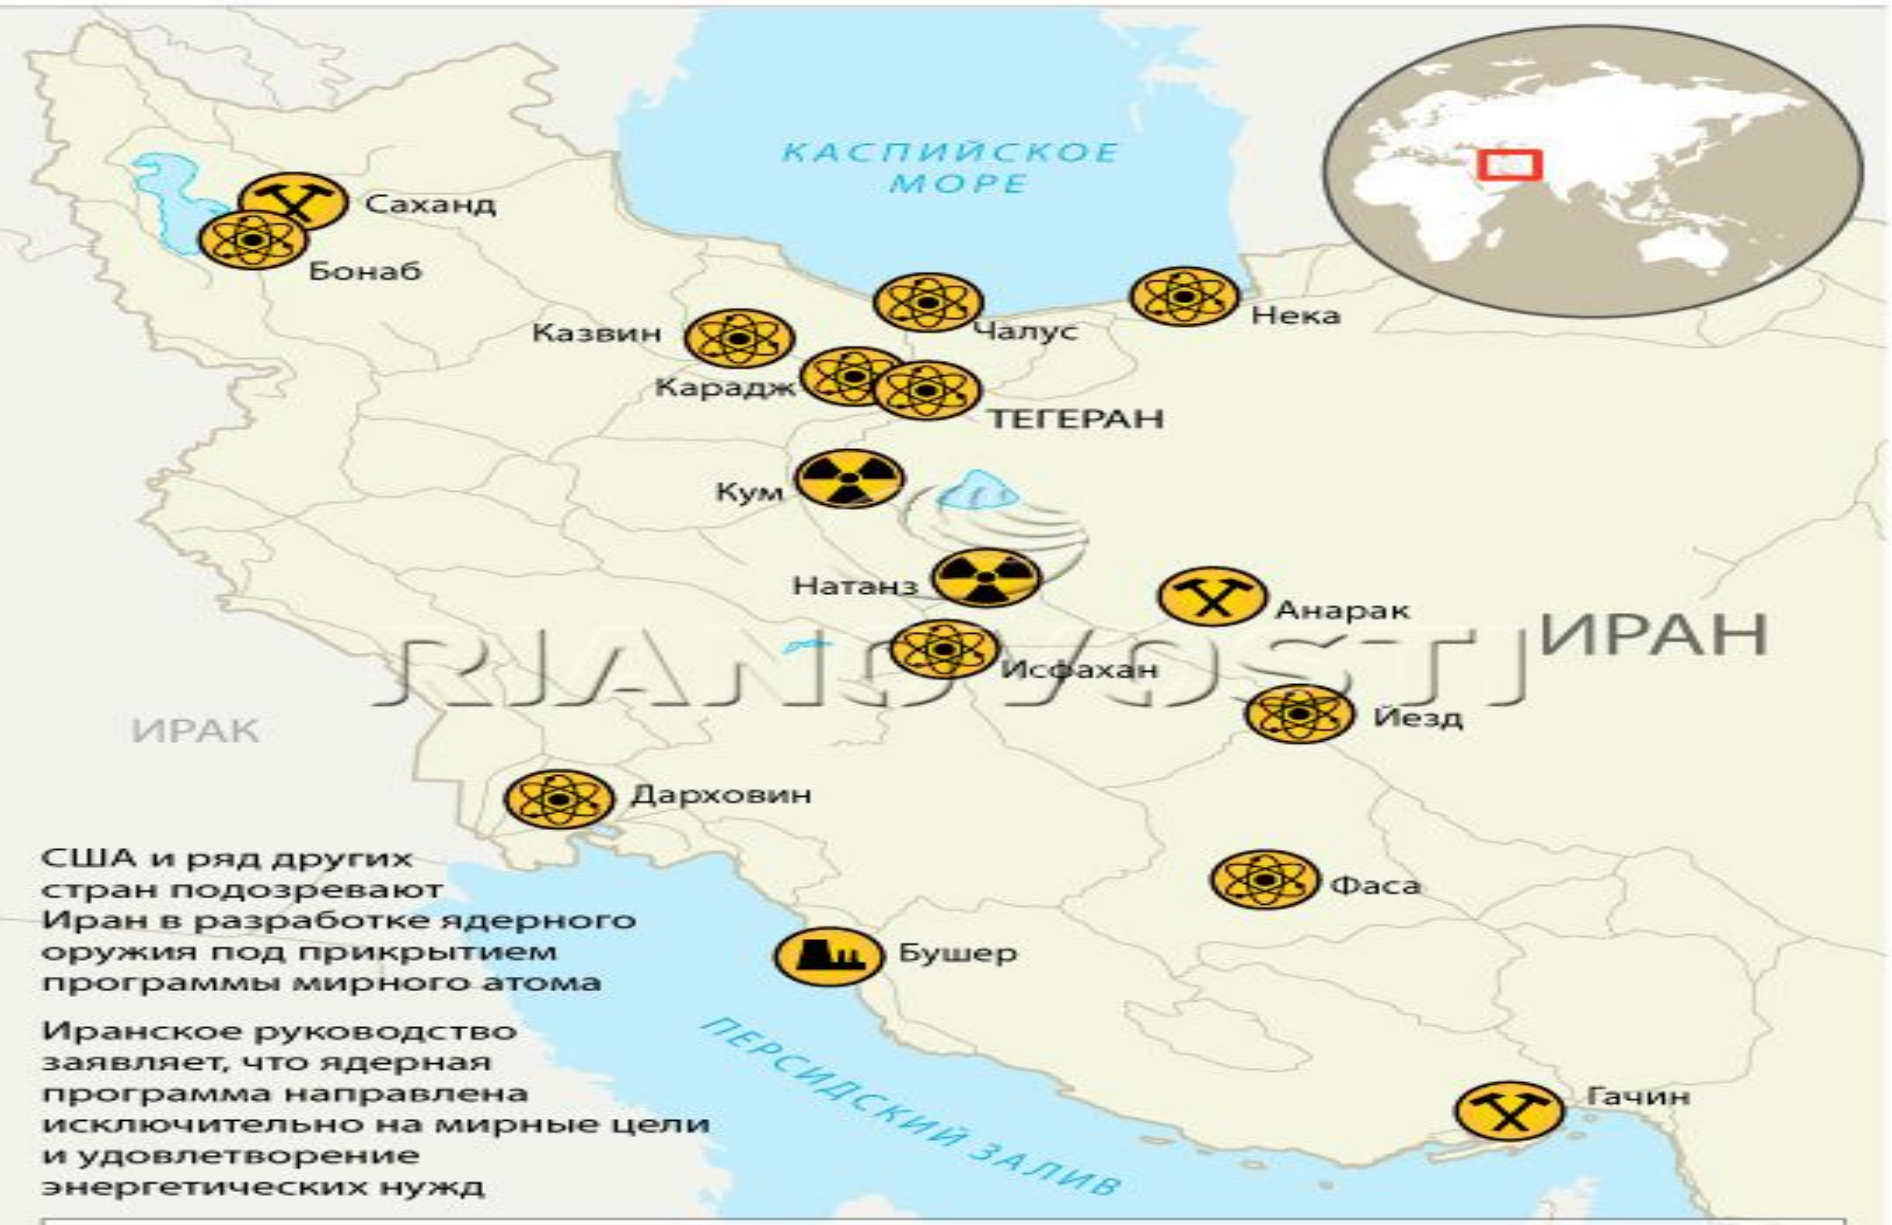 КАСПИЙСКОЕ
МОРЕ
Саханд
Бонаб
Казвин
Чалус
Нека
Карадж
ТЕГЕРАН
Кум
Натанз
Анарак
ИРАН
RIANOVOSTI
Исфахан
Йезд
ИРАК
Дарховин
США и ряд других
стран подозревают
Иран в разработке ядерного
оружия под прикрытием
программы мирного атома
Фаса
Бушер
Иранское руководство
заявляет, что ядерная
программа направлена
исключительно на мирные цели
и удовлетворение
энергетических нужд
ПЕРСИДСКИЙ ЗАЛИВ
Гачин